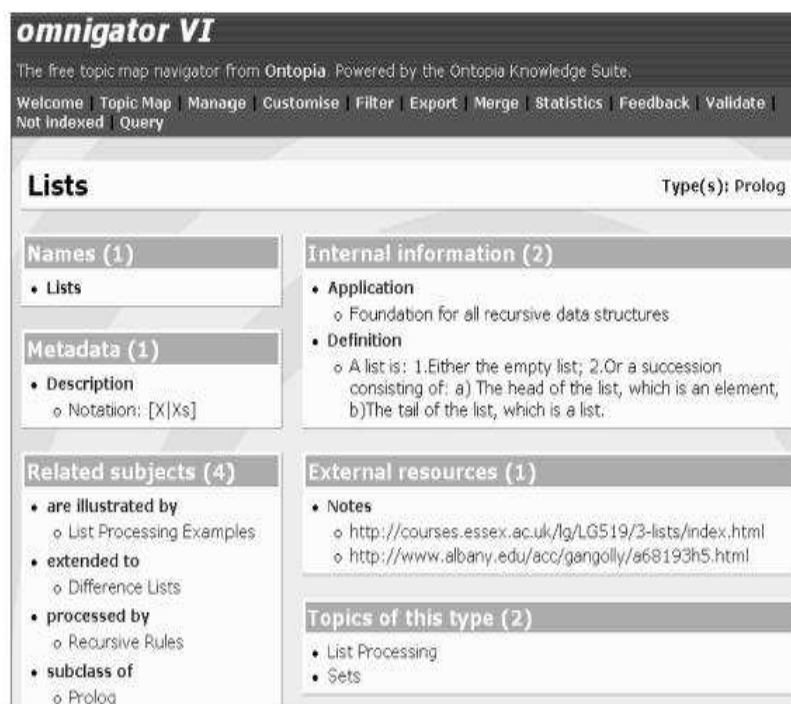 omnigator VI
The free topic map navigator from Ontopia. Powered by the Ontopia Knowledge Suite.
Welcome | Topic Map | Manage | Customise | Filter | Export | Merge | Statistics | Feedback | Validate |
Not indexed | Query
Lists
Type(s): Prolog
Names (1)
• Lists
Metadata (1)
• Description
o Notatiion: [X|Xs]
Related subjects (4)
• are illustrated by
o List Processing Examples
• extended to
o Difference Lists
• processed by
o Recursive Rules
• subclass of
o Prolog
Internal information (2)
• Application
o Foundation for all recursive data structures
• Definition
o A list is: 1.Either the empty list; 2.Or a succession
consisting of: a) The head of the list, which is an element,
b)The tail of the list, which is a list.
External resources (1)
• Notes
o http://courses.essex.ac.uk/lg/LG519/3-lists/index.html
o http://www.albany.edu/acc/gangolly/a68193h5.html
Topics of this type (2)
• List Processing
• Sets